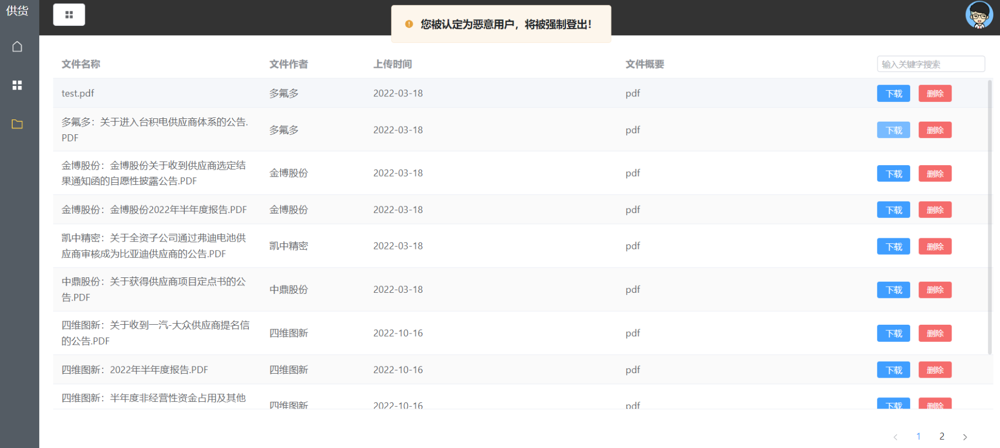 供货
您被认定为恶意用户，将被强制登出！
文件名称 文件作者 上传时间 文件概要 输入关键字搜索
test.pdf 多氟多 2022-03-18 pdf 下载 删除
多氟多：关于进入台积电供应商体系的公告.
PDF 多氟多 2022-03-18 pdf 下载 删除
金博股份：金博股份关于收到供应商选定结
果通知函的自愿性披露公告.PDF 金博股份 2022-03-18 pdf 下载 删除
金博股份：金博股份2022年半年度报告.PDF 金博股份 2022-03-18 pdf 下载 删除
凯中精密：关于全资子公司通过弗迪电池供
应商审核成为比亚迪供应商的公告.PDF 凯中精密 2022-03-18 pdf 下载 删除
中鼎股份：关于获得供应商项目定点书的公
告.PDF 中鼎股份 2022-03-18 pdf 下载 删除
四维图新：关于收到一汽-大众供应商提名信
的公告.PDF 四维图新 2022-10-16 pdf 下载 删除
四维图新：2022年半年度报告.PDF 四维图新 2022-10-16 pdf 下载 删除
四维图新：半年度非经营性资金占用及其他
四维图新 2022-10-16 pdf 下载 删除
1 2